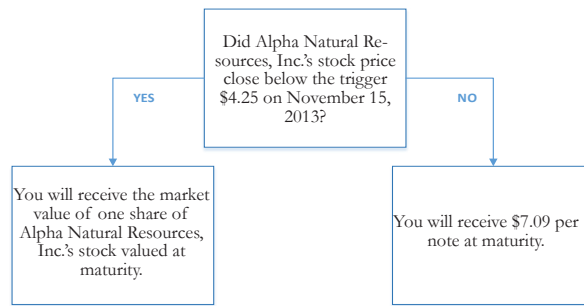 Did Alpha Natural Re-
sources, Inc.'s stock price
close below the trigger
$4.25 on November 15,
2013?
YES
NO
You will receive the market
value of one share of
Alpha Natural Resources,
Inc.'s stock valued at
maturity.
You will receive $7.09 per
note at maturity.